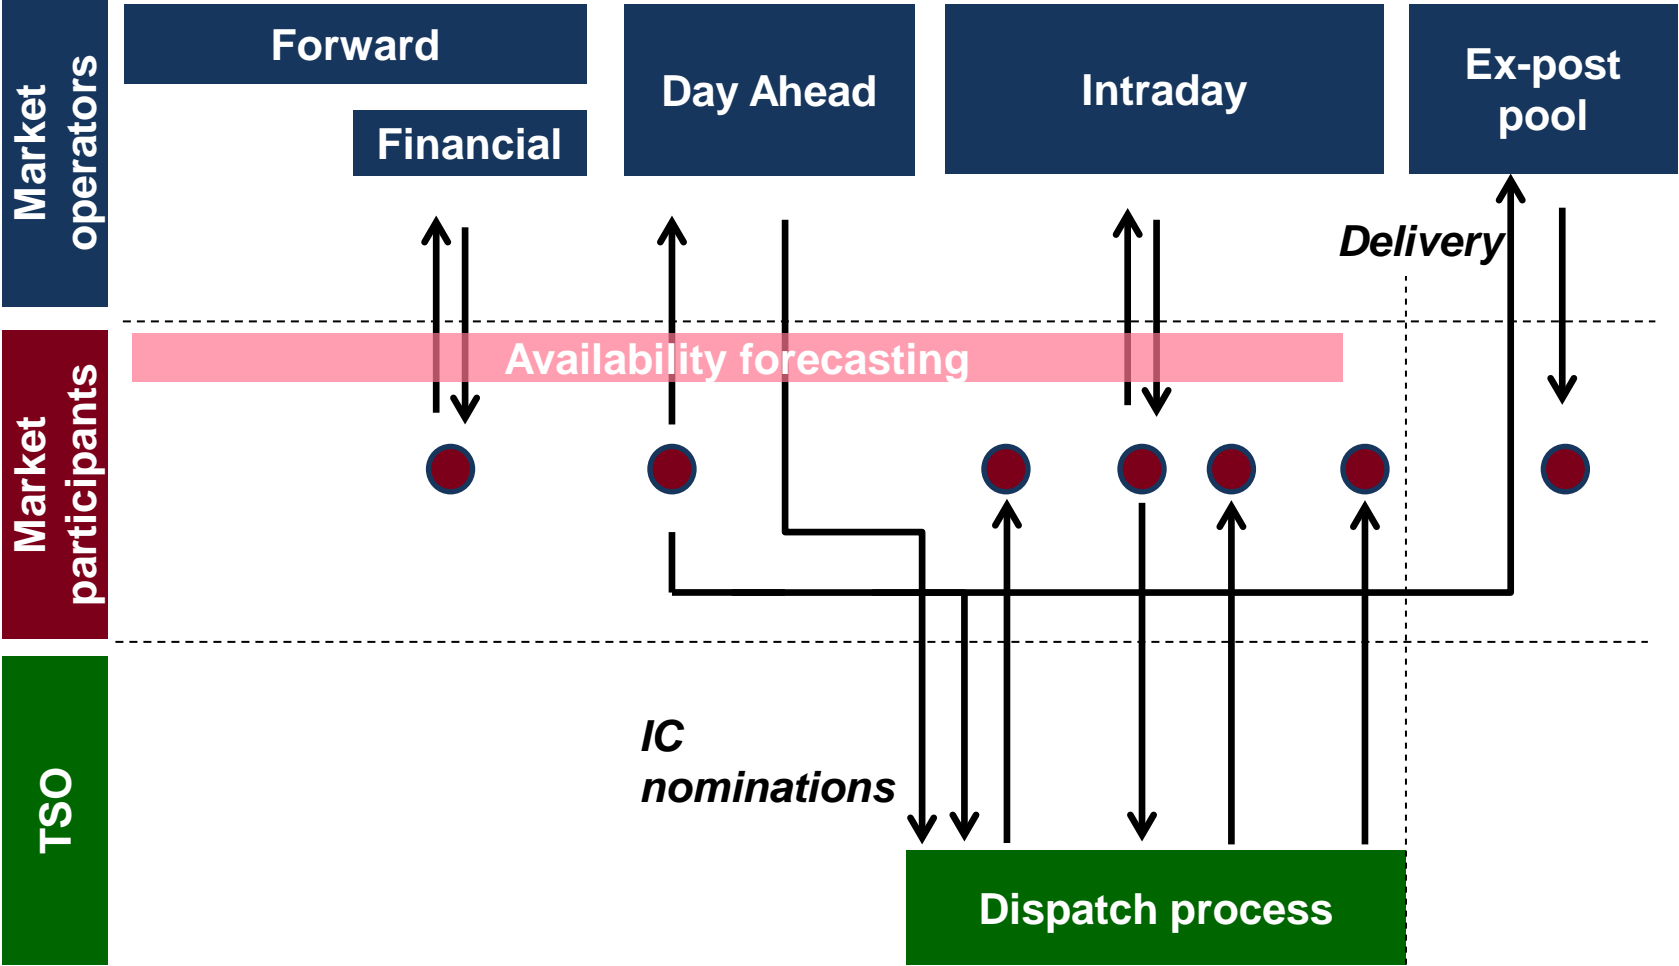 Market
operators
Forward
Financial
Day Ahead
Intraday
Ex-post
pool
Delivery
Market
participants
Availability forecasting
TSO
IC
nominations
Dispatch process